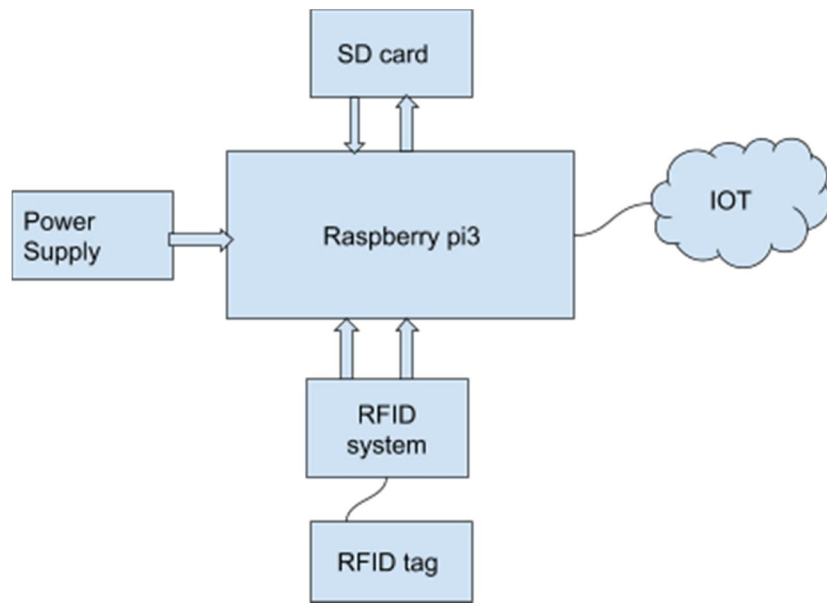 SD card
Power
Supply
Raspberry pi3
IOT
RFID
system
RFID tag